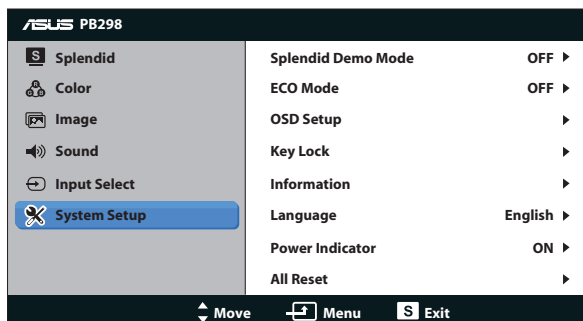 ASUS PB298
S Splendid
Color
Image
Sound
Input Select
System Setup
Splendid Demo Mode OFF
ECO Mode OFF
OSD Setup
Key Lock
Information
Language English
Power Indicator ON
All Reset
Move Menu S Exit